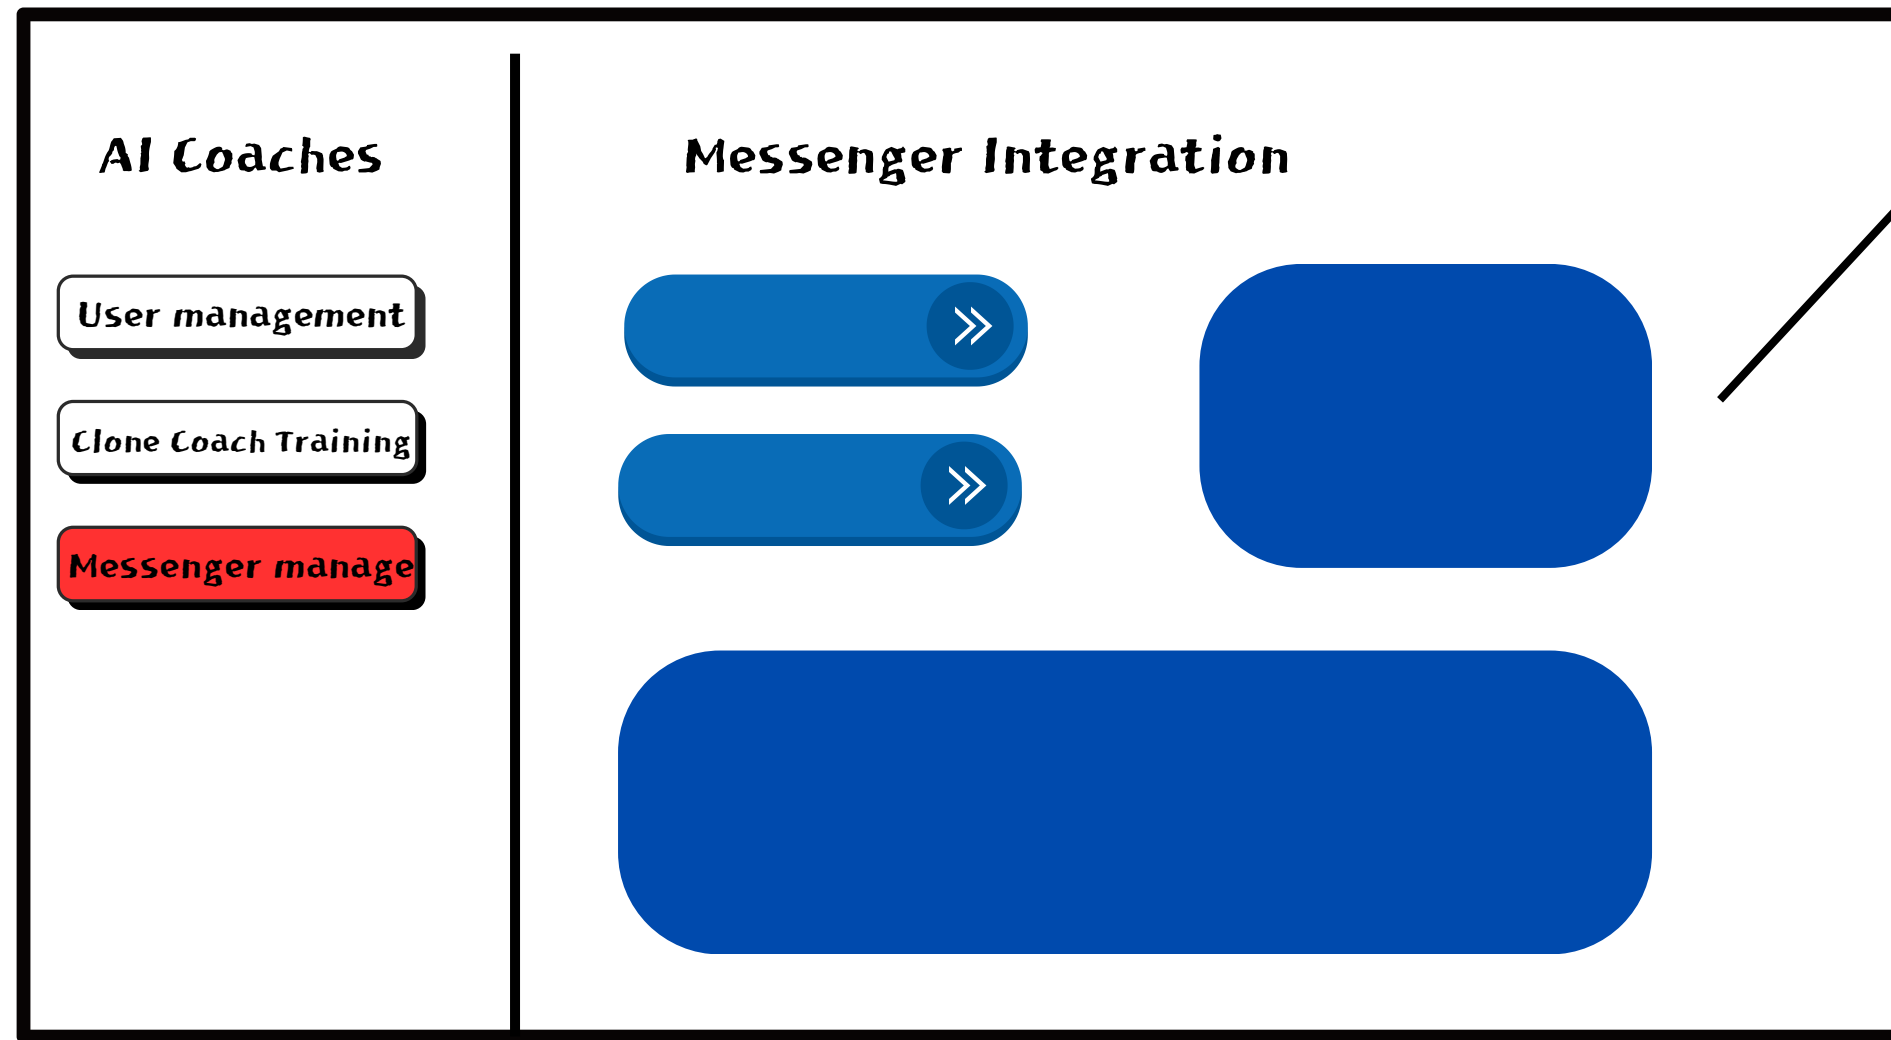 AI Coaches
Messenger Integration
User management
Clone Coach Training
Messenger manage